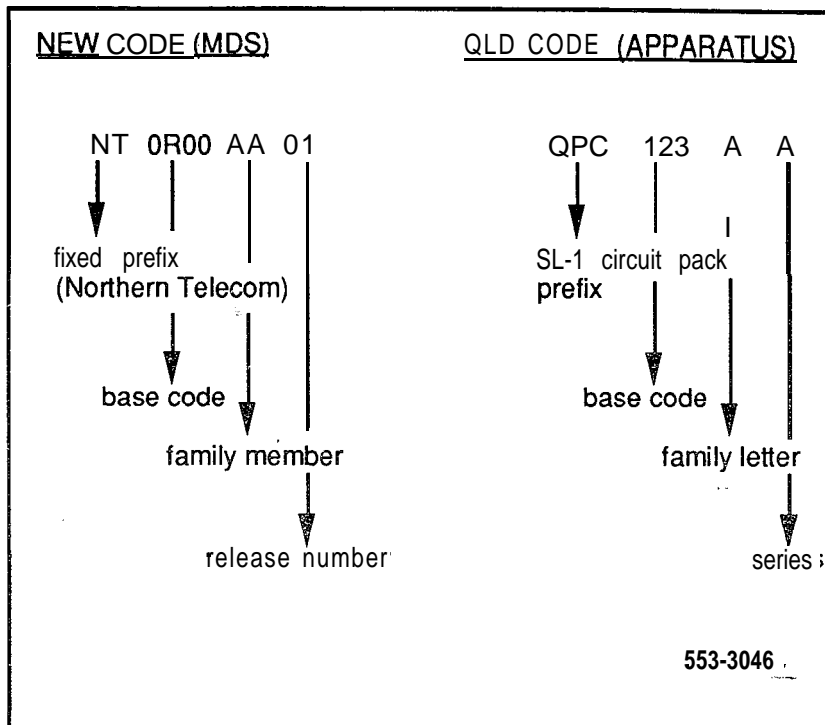 NEW CODE (MDS)
NT 0R00 AA 01
fixed prefix
(Northern Telecom)
base code
family member
release number
QLD CODE (APPARATUS)
QPC 123 A A
SL-1 circuit pack
prefix
base code
family letter
series
553-3046